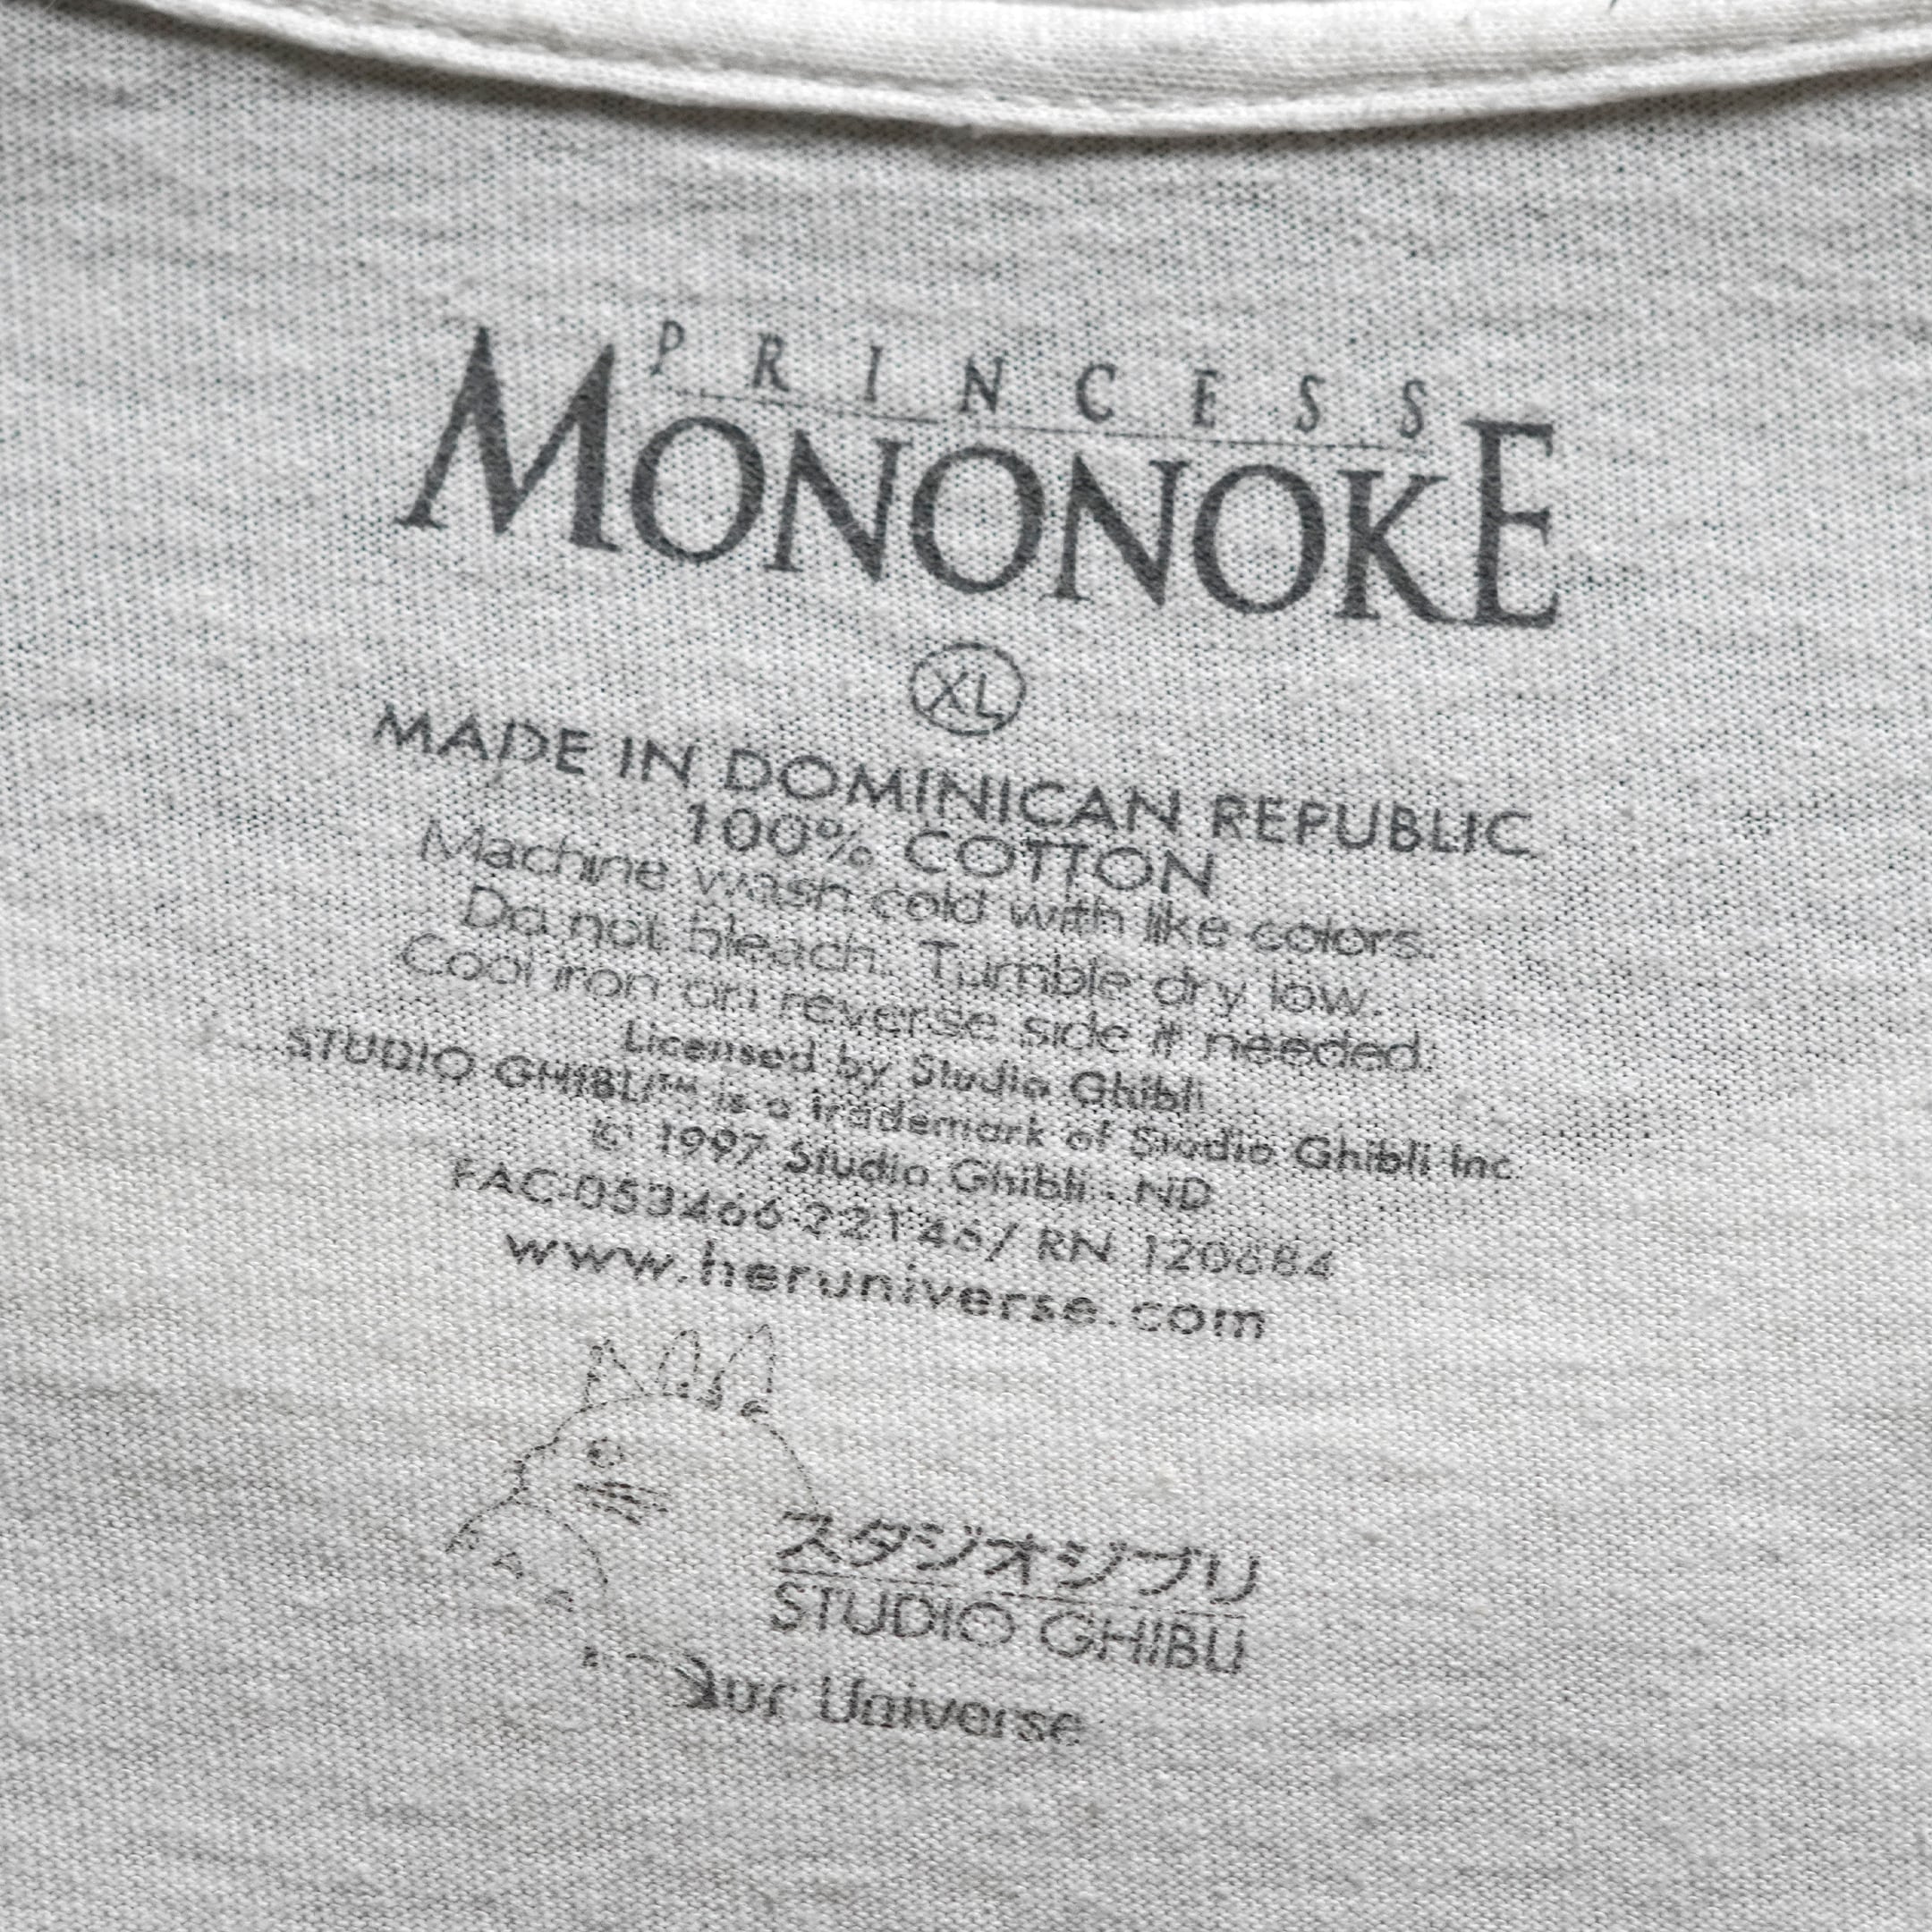 PRINCESS
MONONOKE
XL
MADE IN DOMINICAN REPUBLIC
100% COTTON
Machine wash cold with like colors.
Do not bleach. Tumble dry low.
Cool iron on reverse side if needed.
Licensed by Studio Ghibli
STUDIO GHIBLI™ is a trademark of Studio Ghibli Inc.
© 1997 Studio Ghibli - ND
RN 120684
www.heruniverse.com
スタジオジブリ
STUDIO GHIBLI
Universe